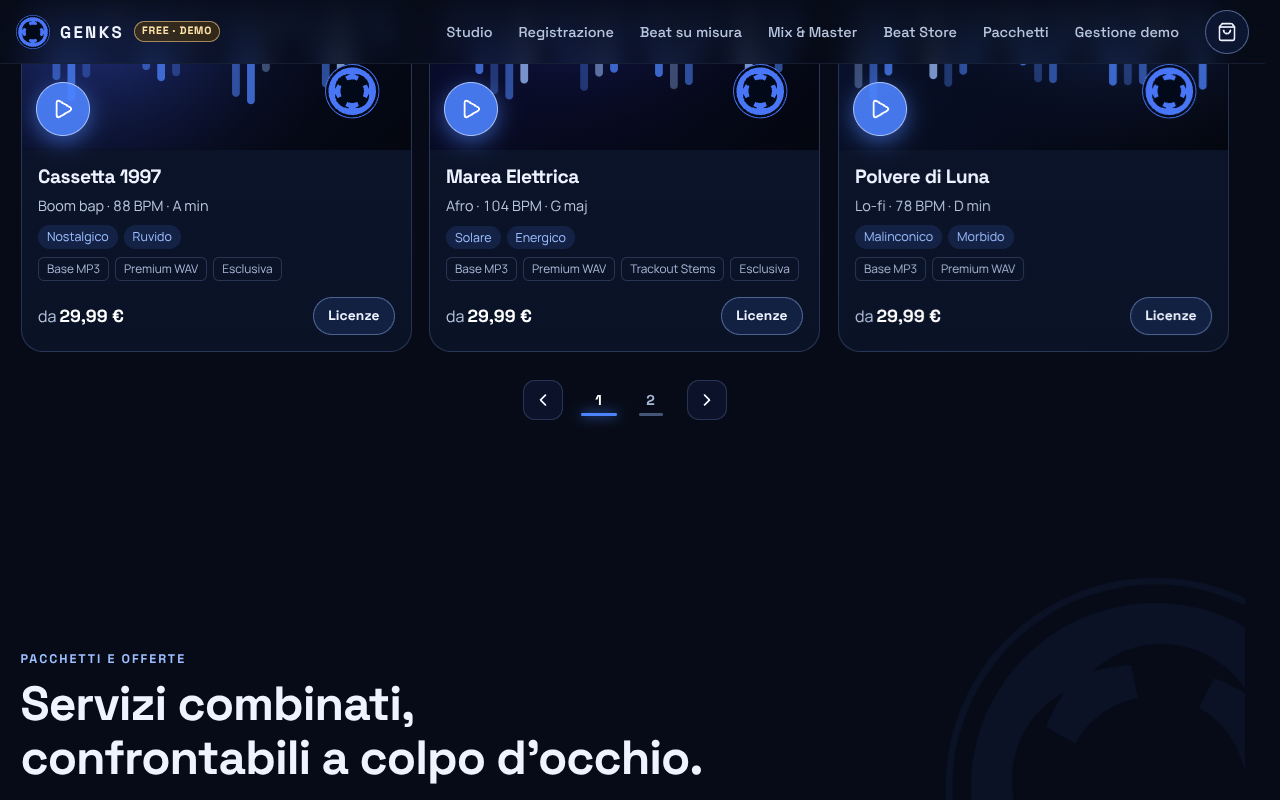 GENKS FREE · DEMO Studio Registrazione Beat su misura Mix & Master Beat Store Pacchetti Gestione demo
Cassetta 1997
Boom bap · 88 BPM · A min
Nostalgico Ruvido
Base MP3 Premium WAV Esclusiva
da 29,99 € Licenze
Marea Elettrica
Afro · 104 BPM · G maj
Solare Energico
Base MP3 Premium WAV Trackout Stems Esclusiva
da 29,99 € Licenze
Polvere di Luna
Lo-fi · 78 BPM · D min
Malinconico Morbido
Base MP3 Premium WAV
da 29,99 € Licenze
1 2
PACCHETTI E OFFERTE
Servizi combinati,
confrontabili a colpo d’occhio.